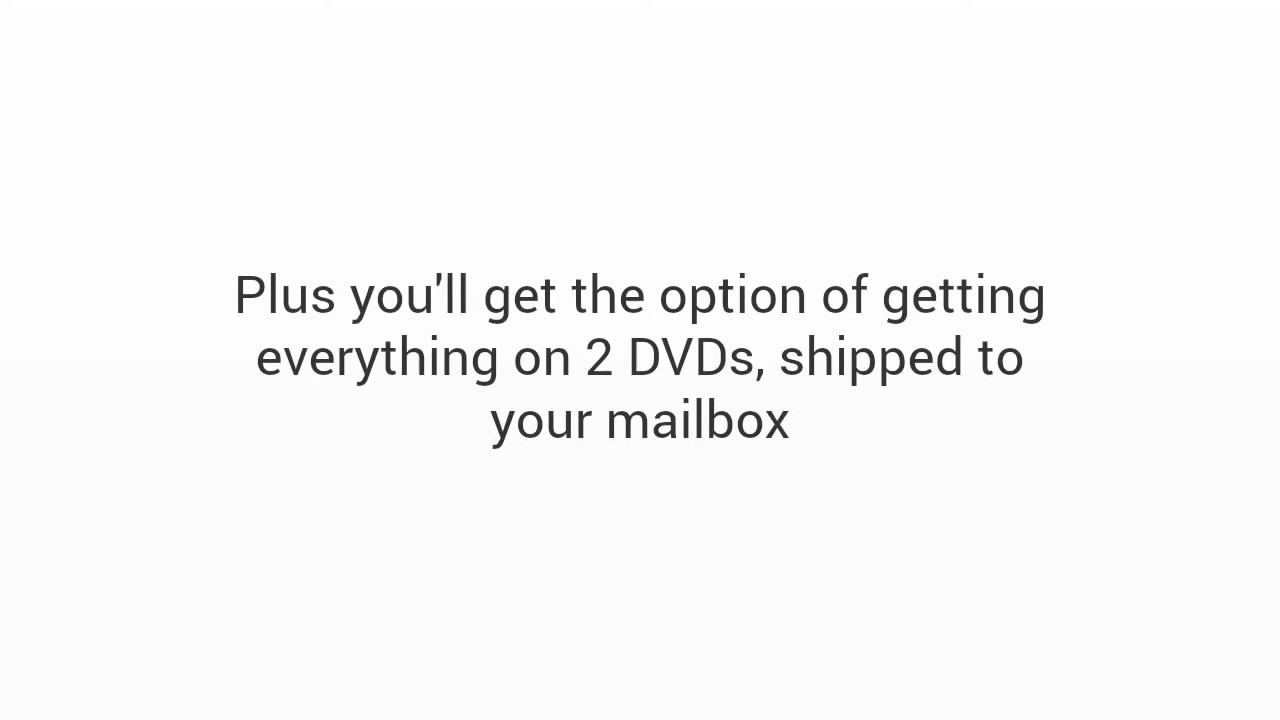 Plus you'll get the option of getting
everything on 2 DVDs, shipped to
your mailbox